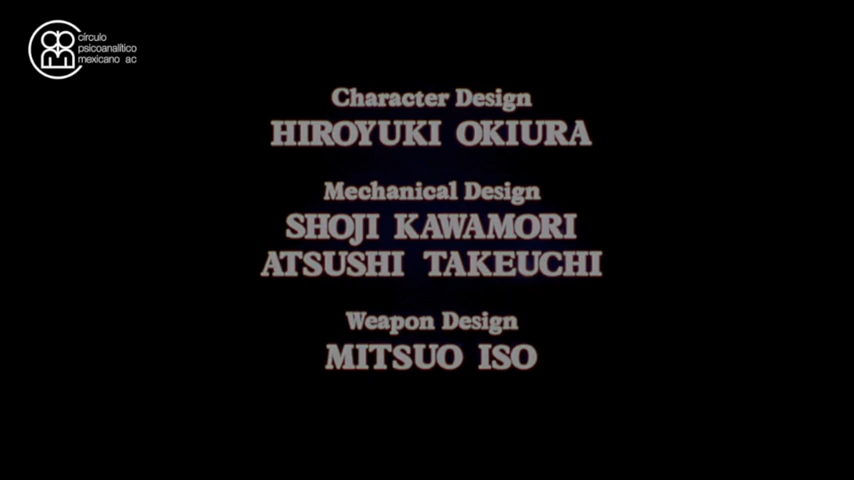 círculo
psicoanalítico
mexicano ac
Character Design
HIROYUKI OKIURA
Mechanical Design
SHOJI KAWAMORI
ATSUSHI TAKEUCHI
Weapon Design
MITSUO ISO